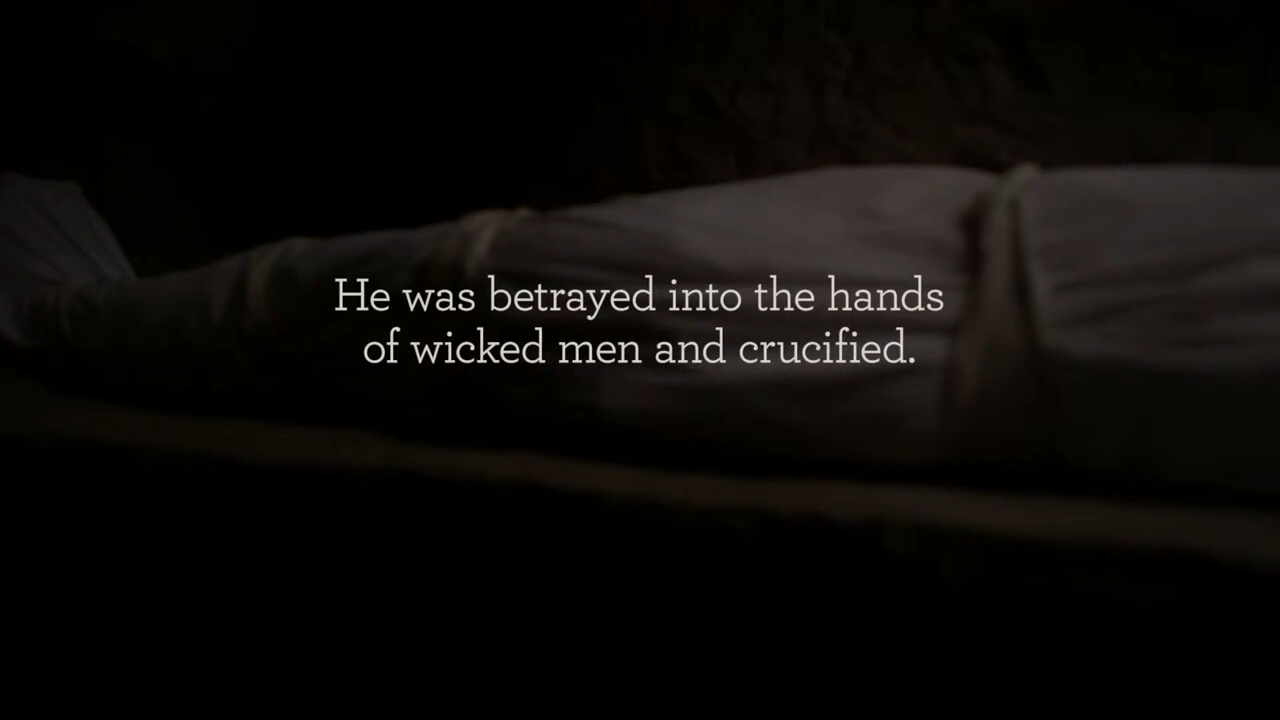 He was betrayed into the hands
of wicked men and crucified.